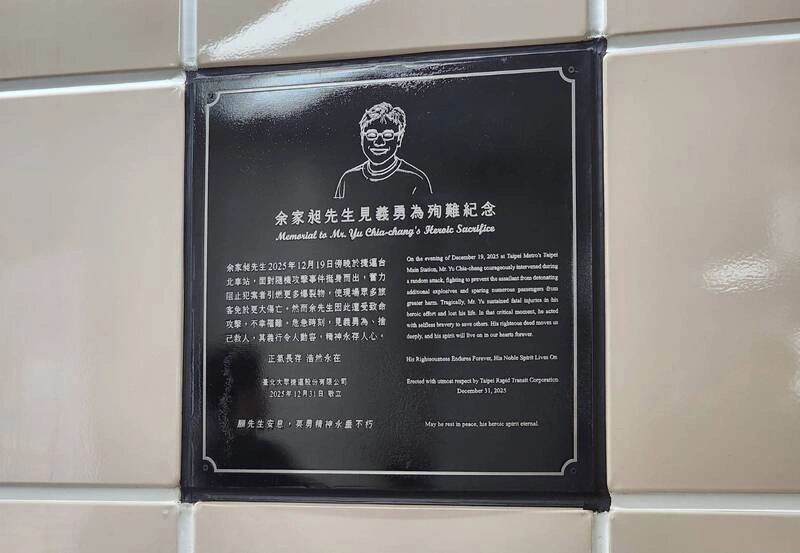 余家昶先生見義勇為殉難紀念
Memorial to Mr. Yu Chia-chang's Heroic Sacrifice
余家昶先生2025年12月19日傍晚於捷運台
北車站，面對隨機攻擊事件挺身而出，奮力
阻止犯案者引燃更多爆裂物，使現場眾多旅
客免於更大傷亡。然而余先生因此遭受致命
攻擊，不幸罹難。危急時刻，見義勇為、捨
己救人，其義行令人動容，精神永存人心。
正氣長存 浩然永在
臺北大眾捷運股份有限公司
2025年12月31日 敬立
願先生安息，英勇精神永垂不朽
On the evening of December 19, 2025 at Taipei Metro's Taipei
Main Station, Mr. Yu Chia-chang courageously intervened during
a random attack, fighting to prevent the assailant from detonating
additional explosives and sparing numerous passengers from
greater harm. Tragically, Mr. Yu sustained fatal injuries in this
heroic effort and lost his life. In that critical moment, he acted
with selfless bravery to save others. His righteous deed moves us
deeply, and his spirit will live on in our hearts forever.
His Righteousness Endures Forever, His Noble Spirit Lives On
Erected with utmost respect by Taipei Rapid Transit Corporation
December 31, 2025
May he rest in peace, his heroic spirit eternal.